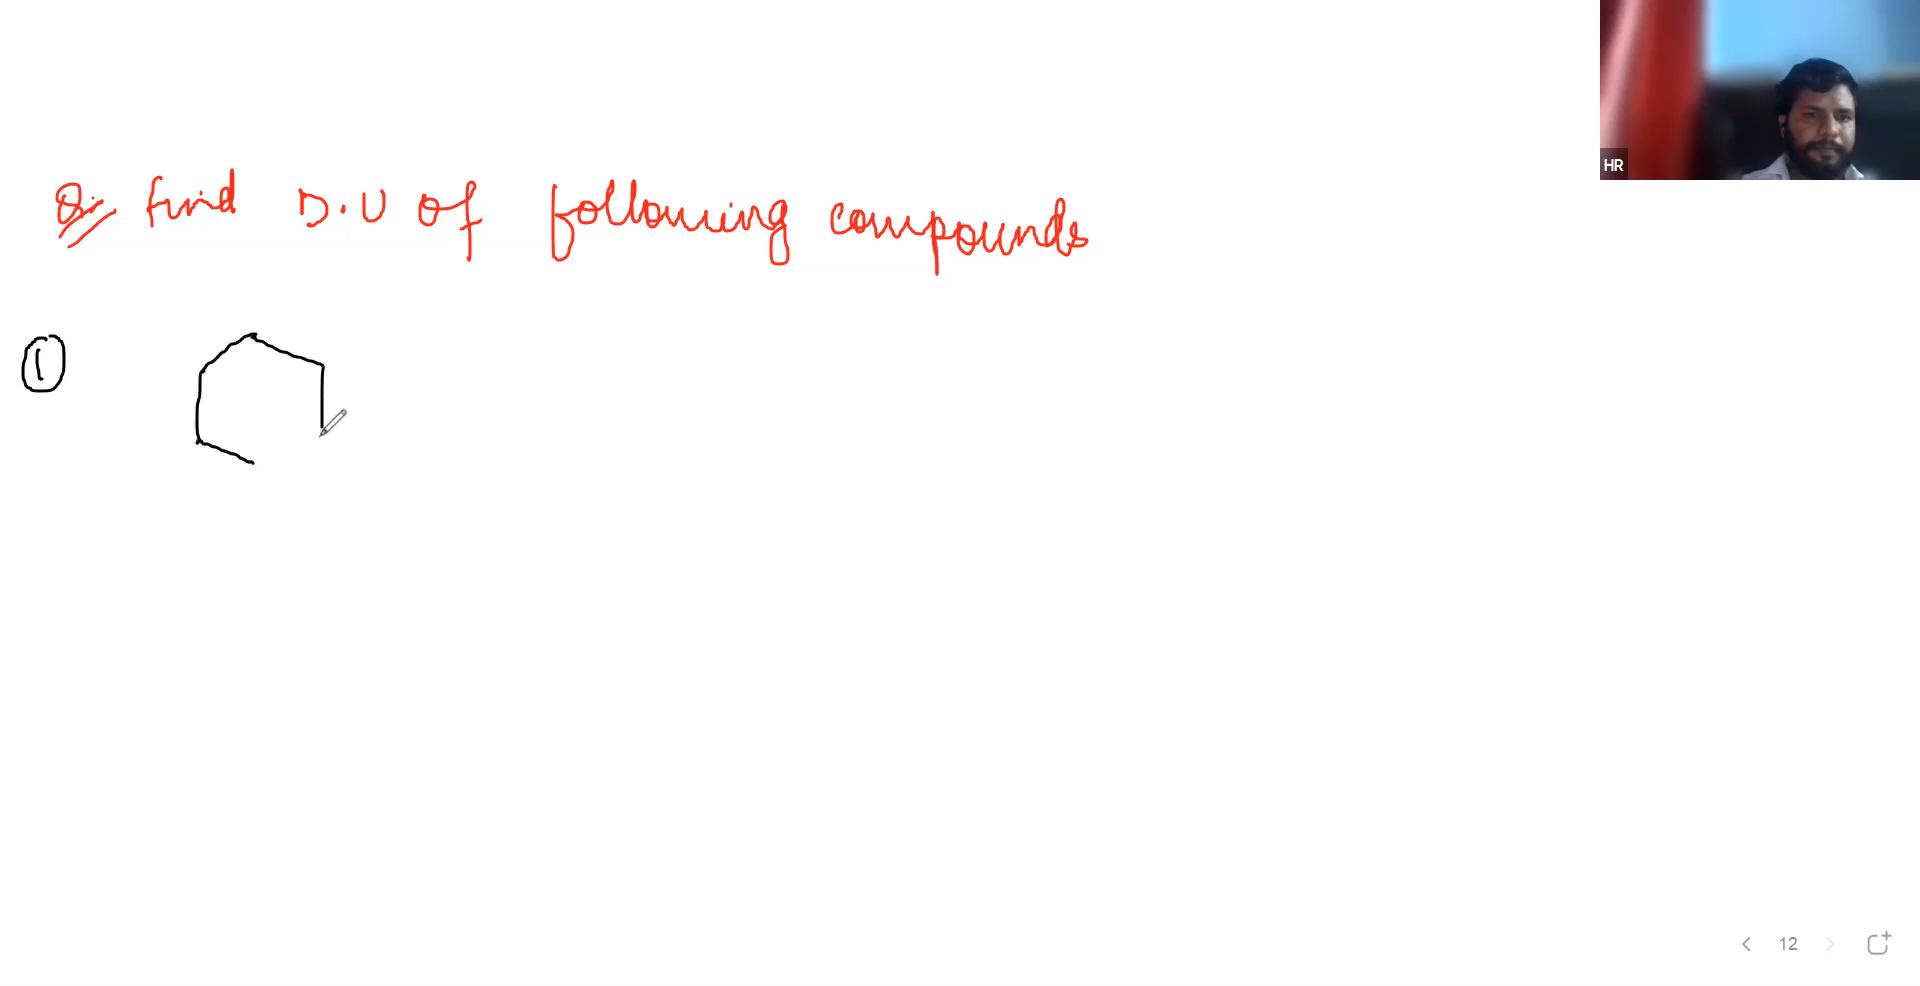 HR
Q:- find D.U of following compounds
①
12